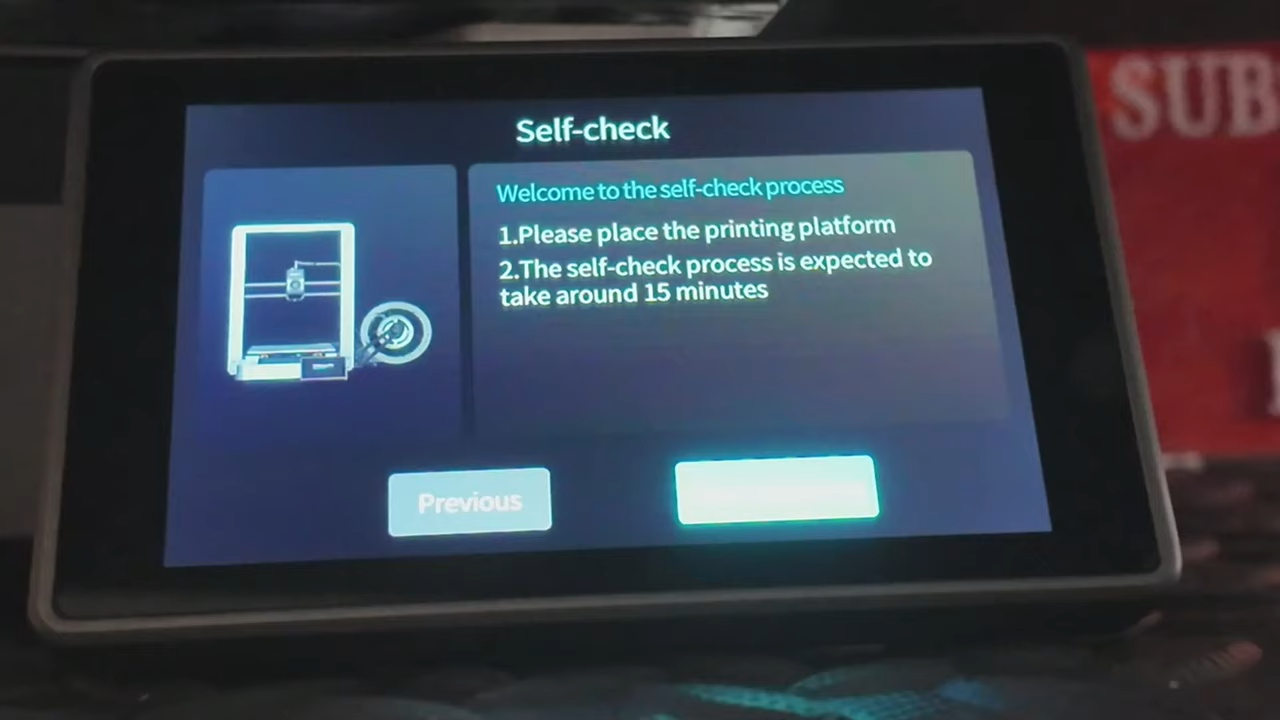 Self-check
Welcome to the self-check process
1.Please place the printing platform
2.The self-check process is expected to
take around 15 minutes
Previous
SUB